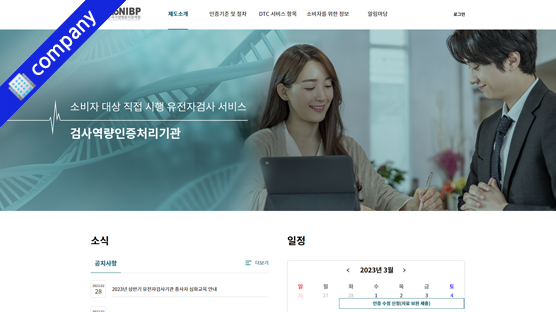 company
NIBP
제도소개
인증기준 및 절차
DTC 서비스 항목
소비자를 위한 정보
알림마당
로그인
소비자 대상 직접 시행 유전자검사 서비스
검사역량인증처리기관
소식
공지사항
더보기
28
2023년 상반기 유전자검사기관 종사자 심화교육 안내
일정
< 2023년 3월 >
일 월 화 수 목 금 토
26 27 28 1 2 3 4
인증 수정 신청(자료 보완 제출)